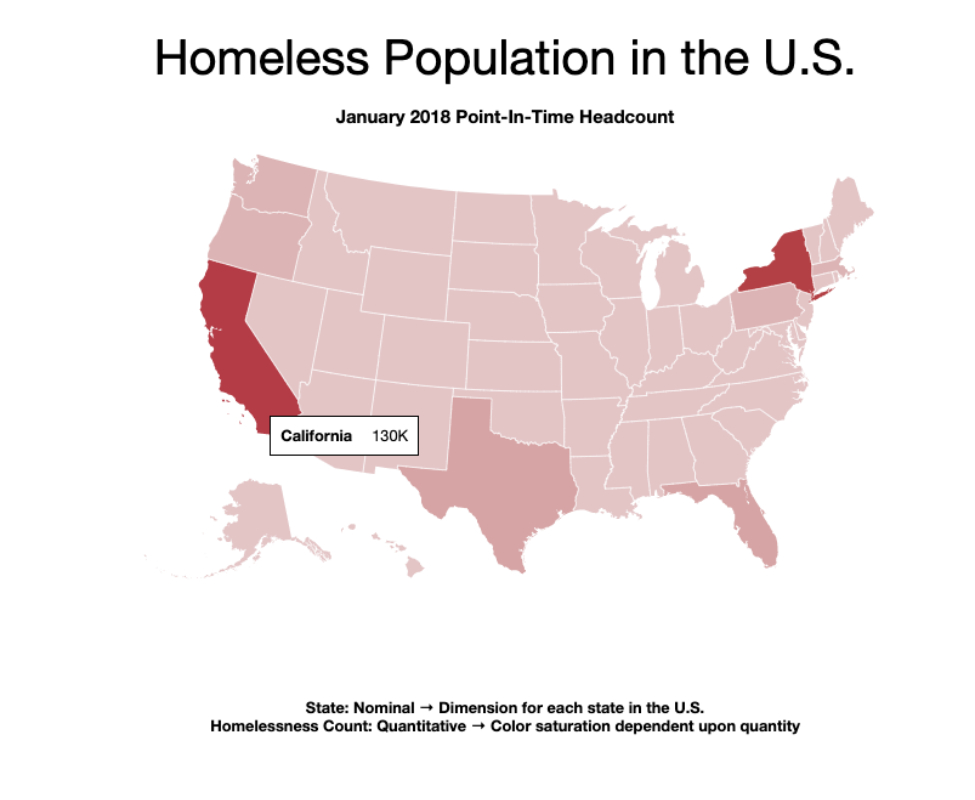 Homeless Population in the U.S.
January 2018 Point-In-Time Headcount
California 130K
State: Nominal → Dimension for each state in the U.S.
Homelessness Count: Quantitative → Color saturation dependent upon quantity